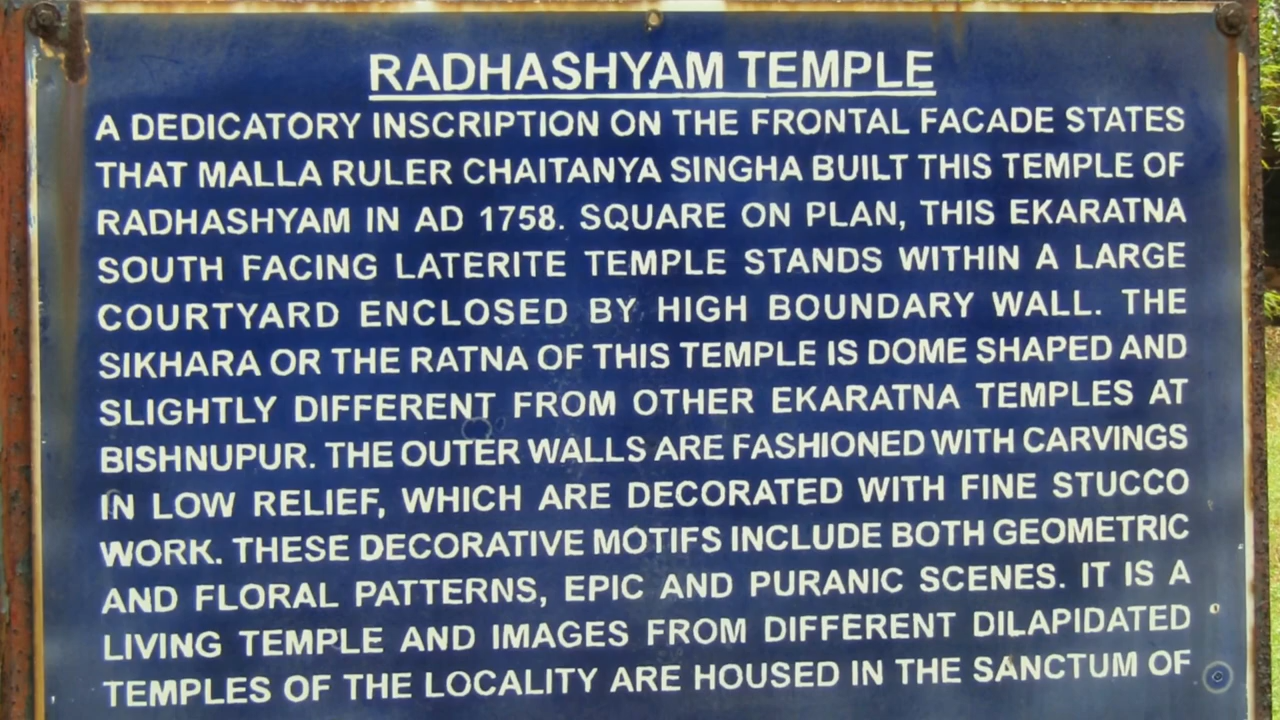 RADHASHYAM TEMPLE
A DEDICATORY INSCRIPTION ON THE FRONTAL FACADE STATES
THAT MALLA RULER CHAITANYA SINGHA BUILT THIS TEMPLE OF
RADHASHYAM IN AD 1758. SQUARE ON PLAN, THIS EKARATNA
SOUTH FACING LATERITE TEMPLE STANDS WITHIN A LARGE
COURTYARD ENCLOSED BY HIGH BOUNDARY WALL. THE
SIKHARA OR THE RATNA OF THIS TEMPLE IS DOME SHAPED AND
SLIGHTLY DIFFERENT FROM OTHER EKARATNA TEMPLES AT
BISHNUPUR. THE OUTER WALLS ARE FASHIONED WITH CARVINGS
IN LOW RELIEF, WHICH ARE DECORATED WITH FINE STUCCO
WORK. THESE DECORATIVE MOTIFS INCLUDE BOTH GEOMETRIC
AND FLORAL PATTERNS, EPIC AND PURANIC SCENES. IT IS A
LIVING TEMPLE AND IMAGES FROM DIFFERENT DILAPIDATED
TEMPLES OF THE LOCALITY ARE HOUSED IN THE SANCTUM OF